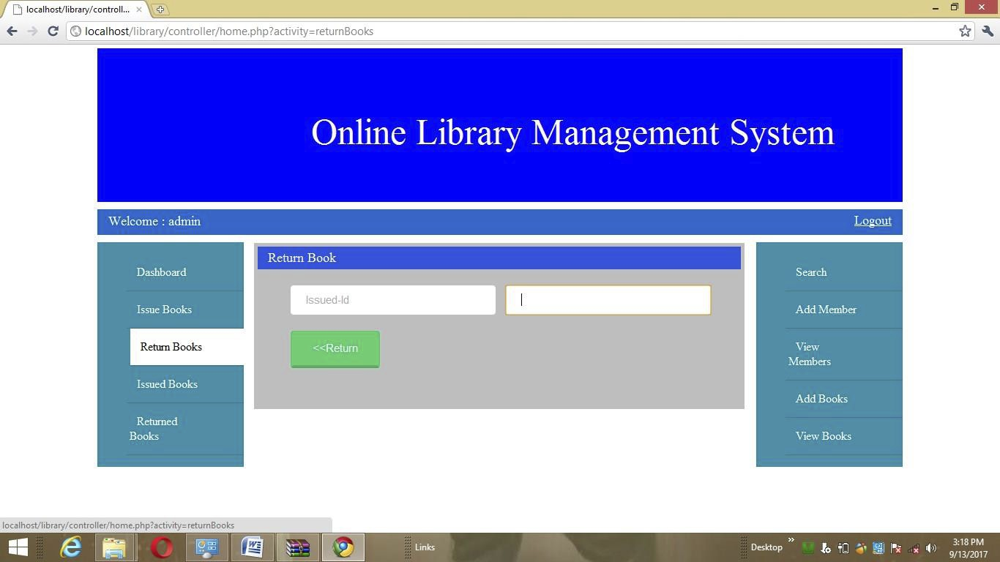 localhost/library/controll...
localhost/library/controller/home.php?activity=returnBooks
Online Library Management System
Welcome : admin
Logout
Dashboard
Issue Books
Return Books
Issued Books
Returned
Books
Return Book
Issued-Id
<<Return
Search
Add Member
View
Members
Add Books
View Books
localhost/library/controller/home.php?activity=returnBooks
Links
Desktop
3:18 PM
9/13/2017